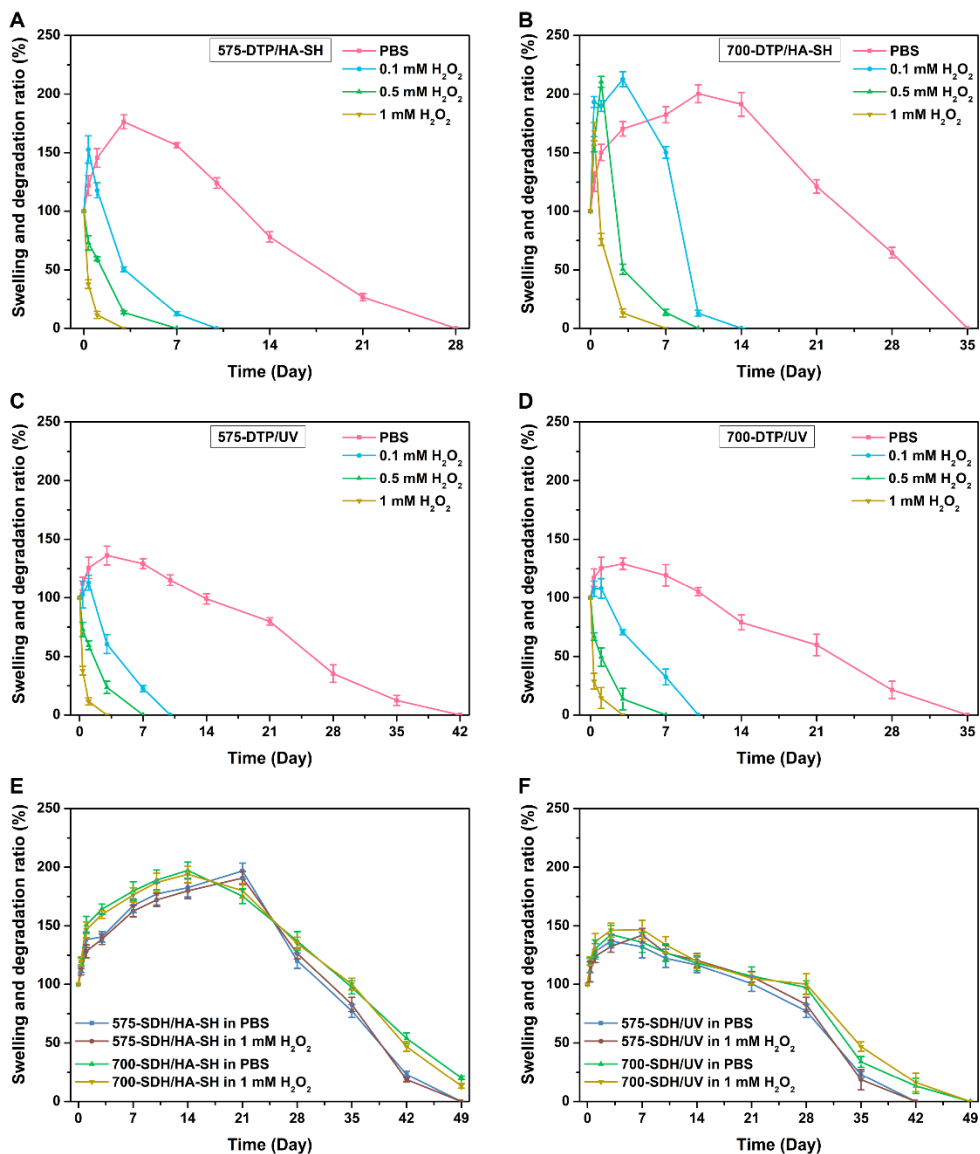 A
Swelling and degradation ratio (%)
250
200
150
100
50
0
575-DTP/HA-SH
PBS
0.1 mM H₂O₂
0.5 mM H₂O₂
1 mM H₂O₂
0 7 14 21 28
Time (Day)
B
Swelling and degradation ratio (%)
250
200
150
100
50
0
700-DTP/HA-SH
PBS
0.1 mM H₂O₂
0.5 mM H₂O₂
1 mM H₂O₂
0 7 14 21 28 35
Time (Day)
C
Swelling and degradation ratio (%)
250
200
150
100
50
0
575-DTP/UV
PBS
0.1 mM H₂O₂
0.5 mM H₂O₂
1 mM H₂O₂
0 7 14 21 28 35 42
Time (Day)
D
Swelling and degradation ratio (%)
250
200
150
100
50
0
700-DTP/UV
PBS
0.1 mM H₂O₂
0.5 mM H₂O₂
1 mM H₂O₂
0 7 14 21 28 35
Time (Day)
E
Swelling and degradation ratio (%)
250
200
150
100
50
0
575-SDH/HA-SH in PBS
575-SDH/HA-SH in 1 mM H₂O₂
700-SDH/HA-SH in PBS
700-SDH/HA-SH in 1 mM H₂O₂
0 7 14 21 28 35 42 49
Time (Day)
F
Swelling and degradation ratio (%)
250
200
150
100
50
0
575-SDH/UV in PBS
575-SDH/UV in 1 mM H₂O₂
700-SDH/UV in PBS
700-SDH/UV in 1 mM H₂O₂
0 7 14 21 28 35 42 49
Time (Day)